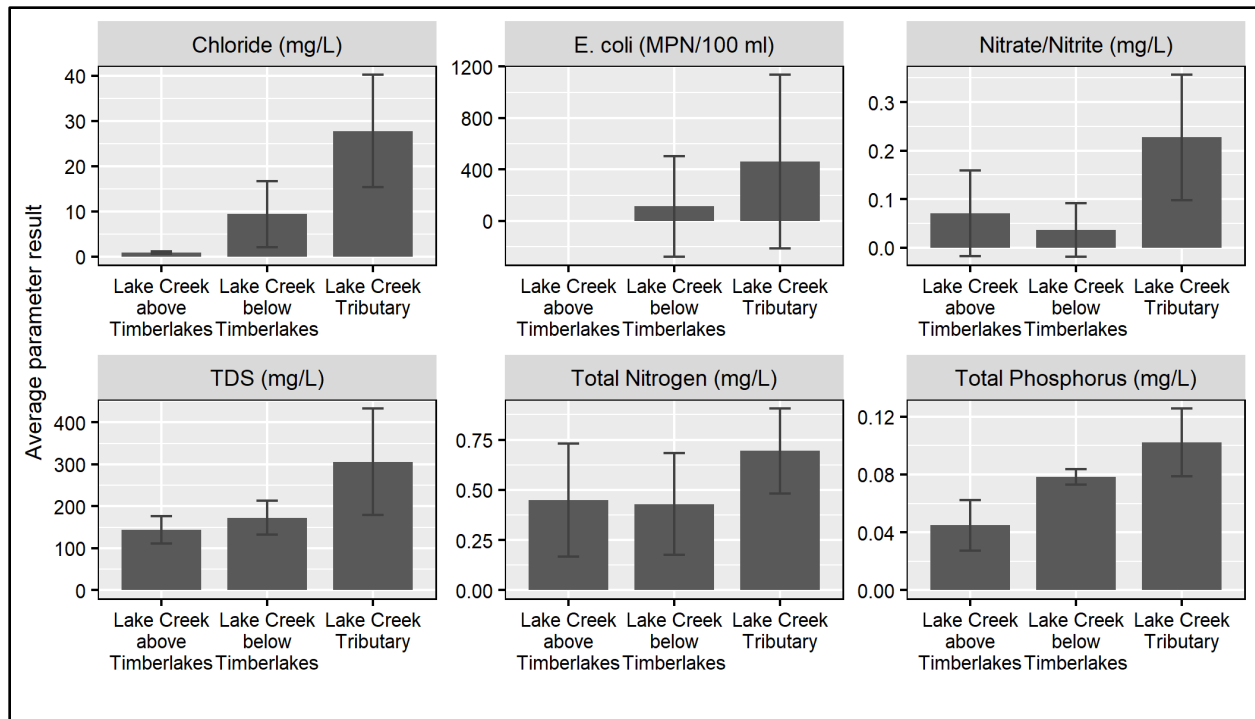 Average parameter result
Chloride (mg/L)
40
30
20
10
0
Lake Creek
above
Timberlakes
Lake Creek
below
Timberlakes
Lake Creek
Tributary
E. coli (MPN/100 ml)
1200
800
400
0
Lake Creek
above
Timberlakes
Lake Creek
below
Timberlakes
Lake Creek
Tributary
Nitrate/Nitrite (mg/L)
0.3
0.2
0.1
0.0
Lake Creek
above
Timberlakes
Lake Creek
below
Timberlakes
Lake Creek
Tributary
TDS (mg/L)
400
300
200
100
0
Lake Creek
above
Timberlakes
Lake Creek
below
Timberlakes
Lake Creek
Tributary
Total Nitrogen (mg/L)
0.75
0.50
0.25
0.00
Lake Creek
above
Timberlakes
Lake Creek
below
Timberlakes
Lake Creek
Tributary
Total Phosphorus (mg/L)
0.12
0.08
0.04
0.00
Lake Creek
above
Timberlakes
Lake Creek
below
Timberlakes
Lake Creek
Tributary